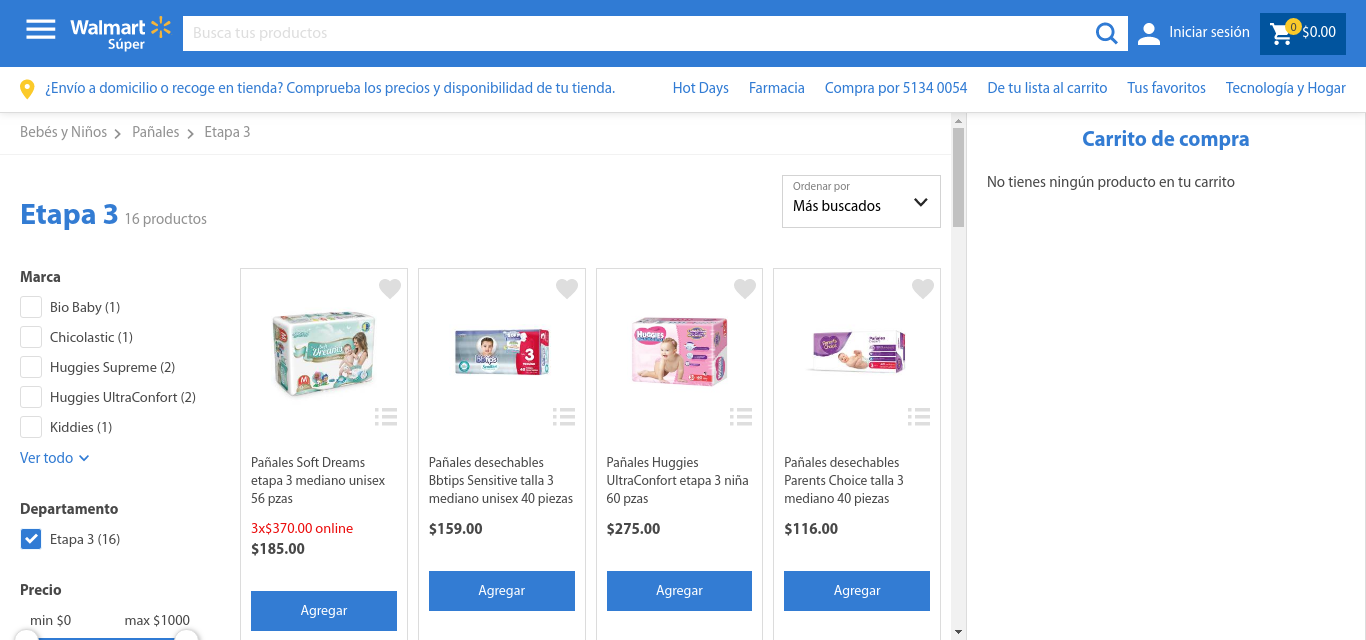 Walmart
Súper
Busca tus productos
Iniciar sesión
0
$0.00
¿Envío a domicilio o recoge en tienda? Comprueba los precios y disponibilidad de tu tienda.
Hot Days
Farmacia
Compra por 5134 0054
De tu lista al carrito
Tus favoritos
Tecnología y Hogar
Bebés y Niños
Pañales
Etapa 3
Carrito de compra
No tienes ningún producto en tu carrito
Etapa 3
16 productos
Ordenar por
Más buscados
Marca
Bio Baby (1)
Chicolastic (1)
Huggies Supreme (2)
Huggies UltraConfort (2)
Kiddies (1)
Ver todo
Departamento
Etapa 3 (16)
Precio
min $0
max $1000
Dreams
M
3
Huggies
Pañales Soft Dreams
etapa 3 mediano unisex
56 pzas
3x$370.00 online
$185.00
Agregar
Pañales desechables
Bbtips Sensitive talla 3
mediano unisex 40 piezas
$159.00
Agregar
Pañales Huggies
UltraConfort etapa 3 niña
60 pzas
$275.00
Agregar
Pañales desechables
Parents Choice talla 3
mediano 40 piezas
$116.00
Agregar